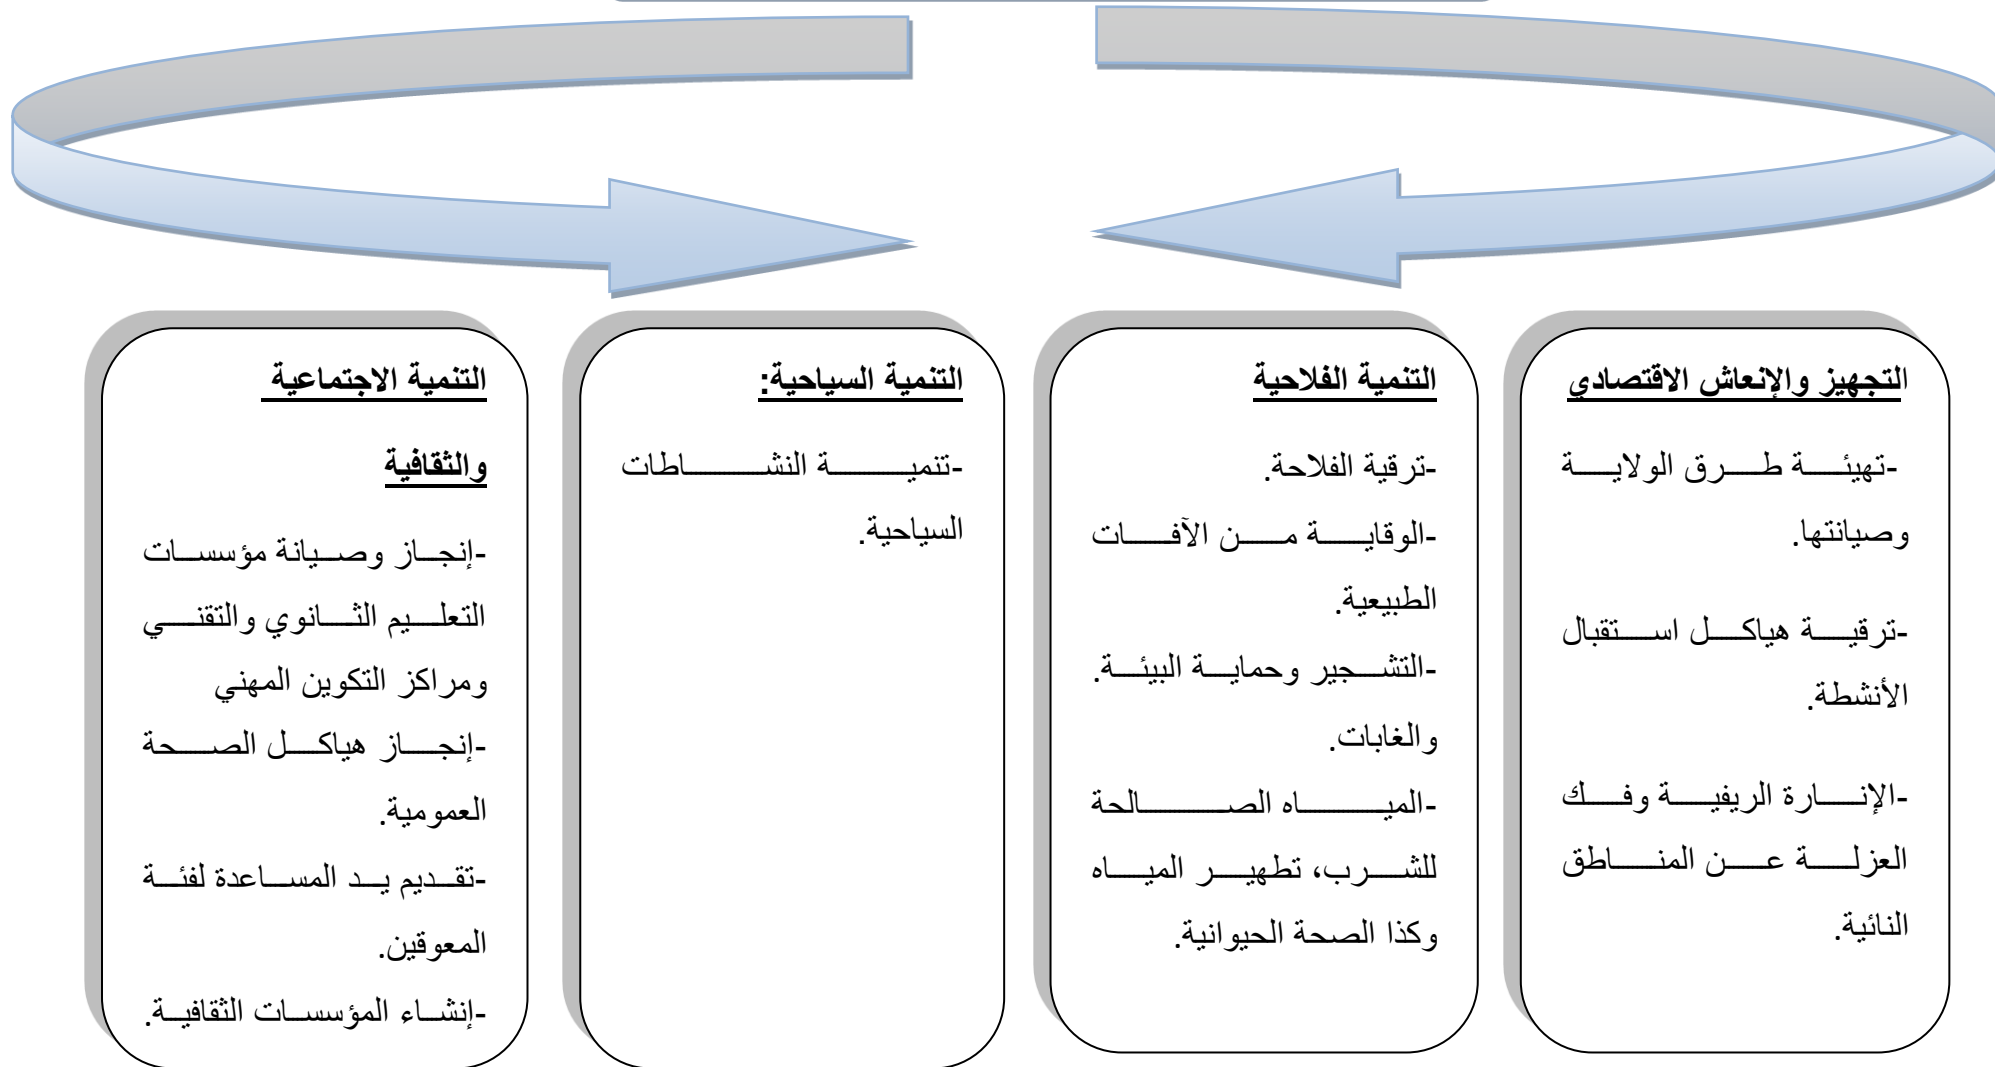 التجهيز والإنعاش الاقتصادي
-تهيئة طرق الولاية
وصيانتها.
-ترقية هياكل استقبال
الأنشطة.
-الإنارة الريفية وفك
العزلة عن المناطق
النائية.
التنمية الفلاحية
-ترقية الفلاحة.
-الوقاية من الآفات
الطبيعية.
-التشجير وحماية البيئة.
والغابات.
-المياه الصالحة
للشرب، تطهير المياه
وكذا الصحة الحيوانية.
التنمية السياحية:
-تنمية النشاطات
السياحية.
التنمية الاجتماعية
والثقافية
-إنجاز وصيانة مؤسسات
التعليم الثانوي والتقني
ومراكز التكوين المهني
-إنجاز هياكل الصحة
العمومية.
-تقديم يد المساعدة لفئة
المعوقين.
-إنشاء المؤسسات الثقافية.